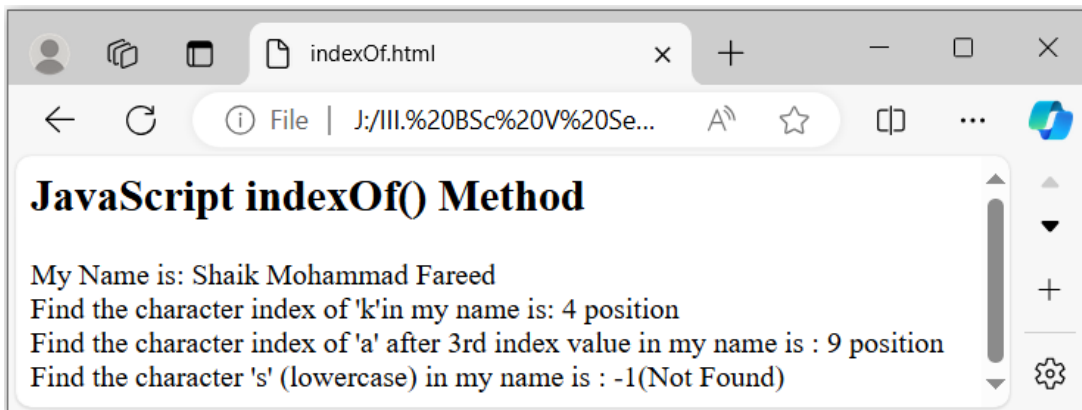 indexOf.html
File | J:/III.%20BSc%20V%20Se...
JavaScript indexOf() Method
My Name is: Shaik Mohammad Fareed
Find the character index of 'k'in my name is: 4 position
Find the character index of 'a' after 3rd index value in my name is : 9 position
Find the character 's' (lowercase) in my name is : -1(Not Found)